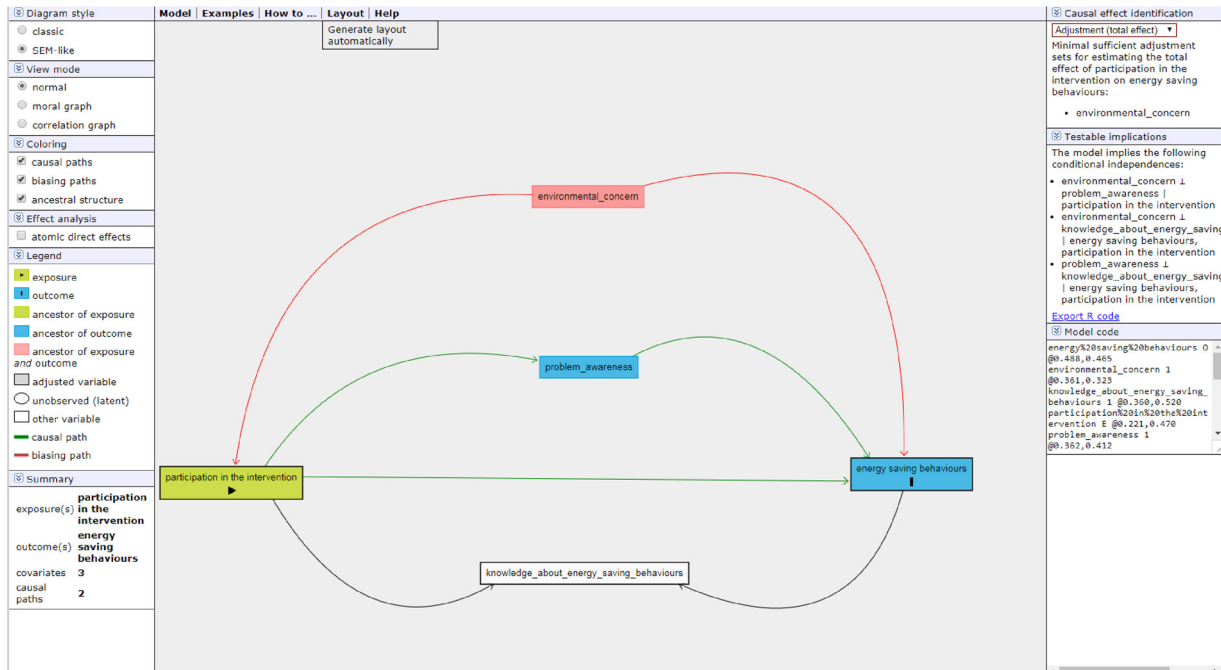 Diagram style
classic
SEM-like
View mode
normal
moral graph
correlation graph
Coloring
causal paths
biasing paths
ancestral structure
Effect analysis
atomic direct effects
Legend
exposure
outcome
ancestor of exposure
ancestor of outcome
ancestor of exposure
and outcome
adjusted variable
unobserved (latent)
other variable
causal path
biasing path
Summary
exposure(s) participation
in the
intervention
outcome(s) energy
saving
behaviours
covariates 3
causal
paths 2
Model | Examples | How to ... | Layout | Help
Generate layout
automatically
environmental_concern
problem_awareness
participation in the intervention
energy saving behaviours
knowledge_about_energy_saving_behaviours
Causal effect identification
Adjustment (total effect)
Minimal sufficient adjustment
sets for estimating the total
effect of participation in the
intervention on energy saving
behaviours:
• environmental_concern
Testable implications
The model implies the following
conditional independences:
• environmental_concern ⊥
problem_awareness |
participation in the intervention
• environmental_concern ⊥
knowledge_about_energy_saving
| energy saving behaviours,
participation in the intervention
• problem_awareness ⊥
knowledge_about_energy_saving
| energy saving behaviours,
participation in the intervention
Export R code
Model code
energy%20saving%20behaviours O
@0.488,0.465
environmental_concern 1
@0.361,0.323
knowledge_about_energy_saving_
behaviours 1 @0.360,0.520
participation%20in%20the%20int
ervention E @0.221,0.470
problem_awareness 1
@0.362,0.412